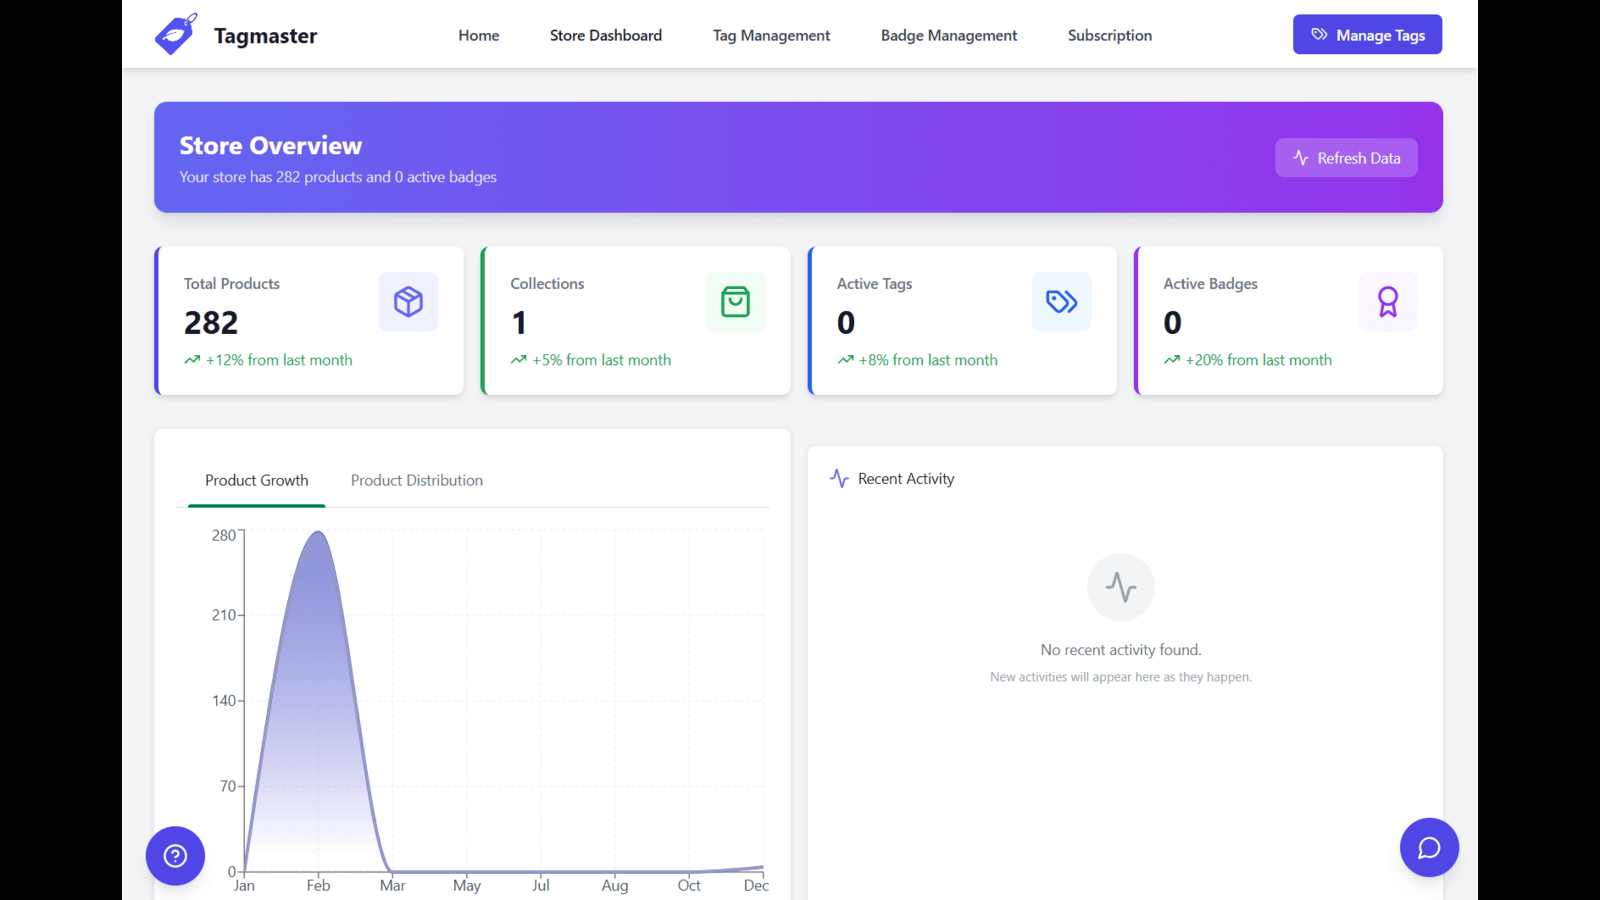 Tagmaster
Home
Store Dashboard
Tag Management
Badge Management
Subscription
Manage Tags
Store Overview
Your store has 282 products and 0 active badges
Refresh Data
Total Products
282
+12% from last month
Collections
1
+5% from last month
Active Tags
0
+8% from last month
Active Badges
0
+20% from last month
Product Growth
Product Distribution
280
210
140
70
0
Jan
Feb
Mar
May
Jul
Aug
Oct
Dec
Recent Activity
No recent activity found.
New activities will appear here as they happen.